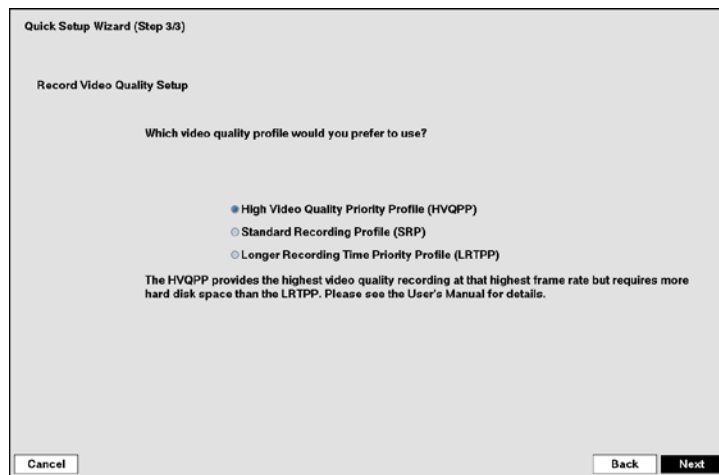 Quick Setup Wizard (Step 3/3)
Record Video Quality Setup
Which video quality profile would you prefer to use?
High Video Quality Priority Profile (HVQPP)
Standard Recording Profile (SRP)
Longer Recording Time Priority Profile (LRTPP)
The HVQPP provides the highest video quality recording at that highest frame rate but requires more
hard disk space than the LRTPP. Please see the User's Manual for details.
Cancel Back Next